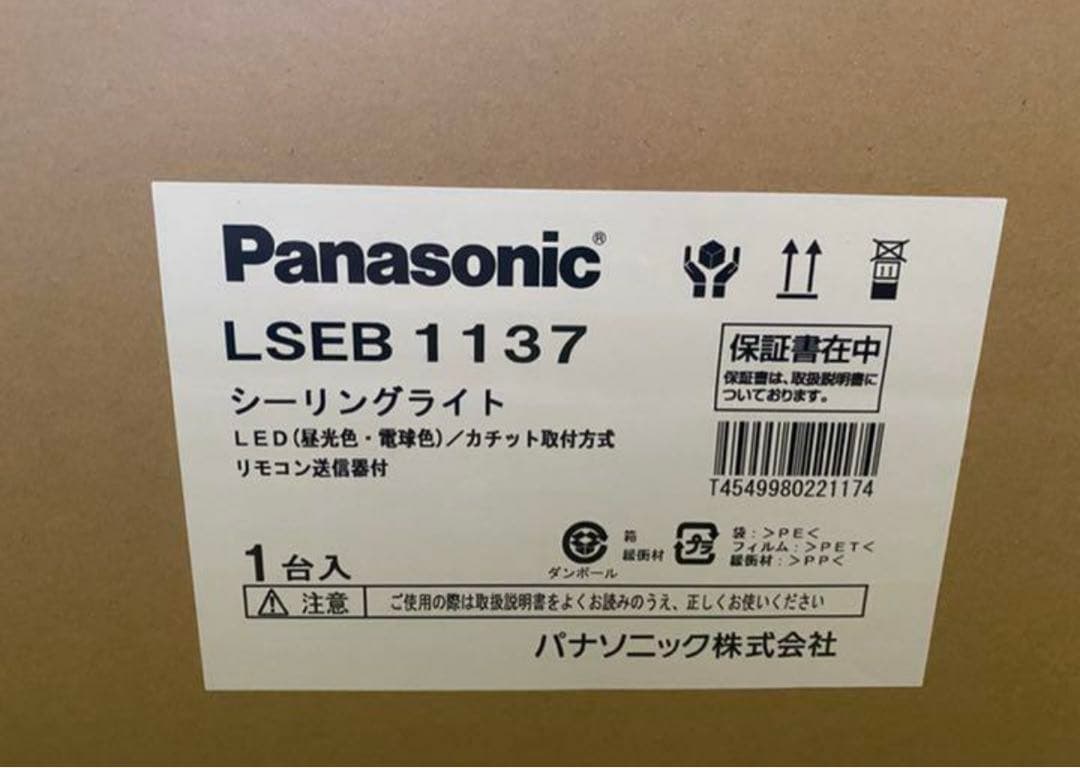 Panasonic®
LSEB 1137
シーリングライト
LED(昼光色・電球色)/カチット取付方式
リモコン送信器付
保証書在中
保証書は、取扱説明書に
ついております。
T4549980221174
1台入
ダンボール
箱
緩衝材
プラ
袋:>PE<
フィルム:>PET<
緩衝材:>PP<
注意
ご使用の際は取扱説明書をよくお読みのうえ、正しくお使いください
パナソニック株式会社